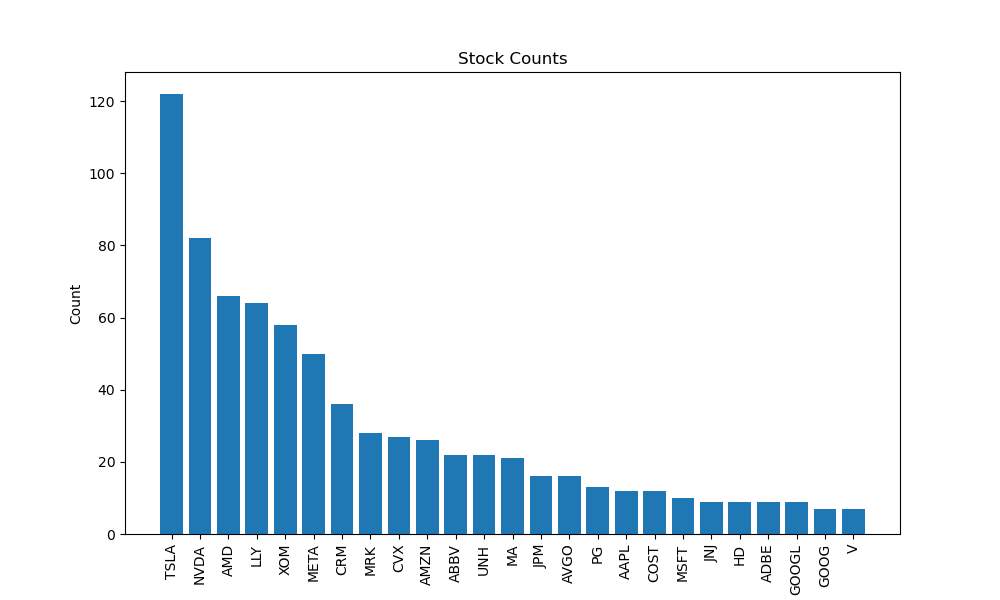 Stock Counts
120
100
80
60
40
20
0
Count
TSLA
NVDA
AMD
LLY
XOM
META
CRM
MRK
CVX
AMZN
ABBV
UNH
MA
JPM
AVGO
PG
AAPL
COST
MSFT
JNJ
HD
ADBE
GOOGL
GOOG
V